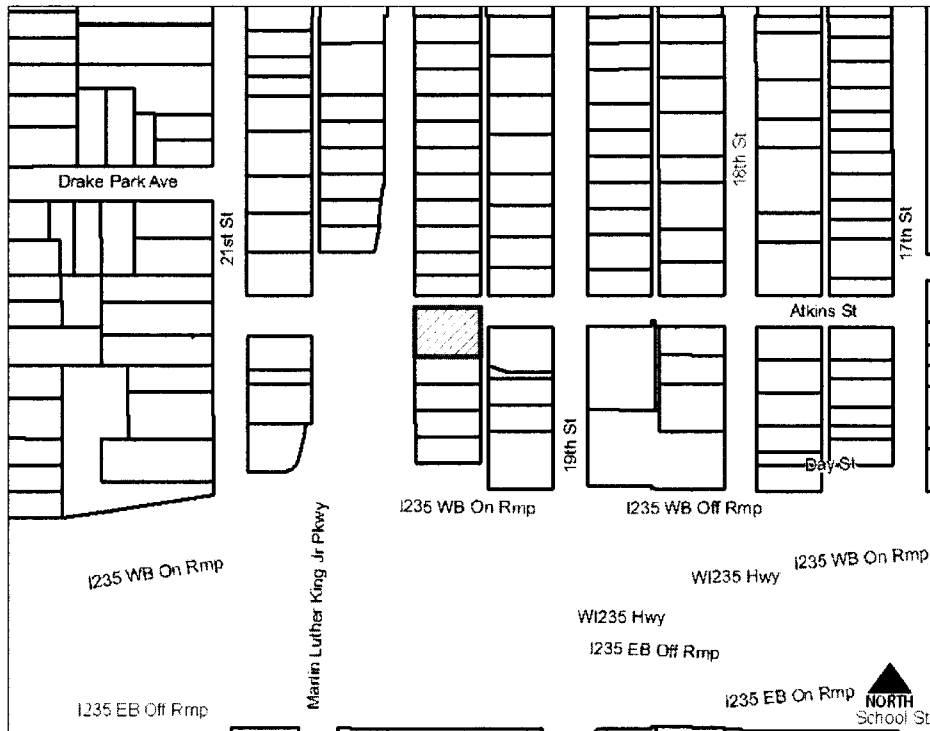 Drake Park Ave
21st St
18th St
17th St
Atkins St
19th St
Day St
I235 WB On Rmp
I235 WB Off Rmp
Martin Luther King Jr Pkwy
I235 WB On Rmp
WI235 Hwy
I235 WB On Rmp
WI235 Hwy
I235 EB Off Rmp
I235 EB On Rmp
I235 EB Off Rmp
NORTH
School St